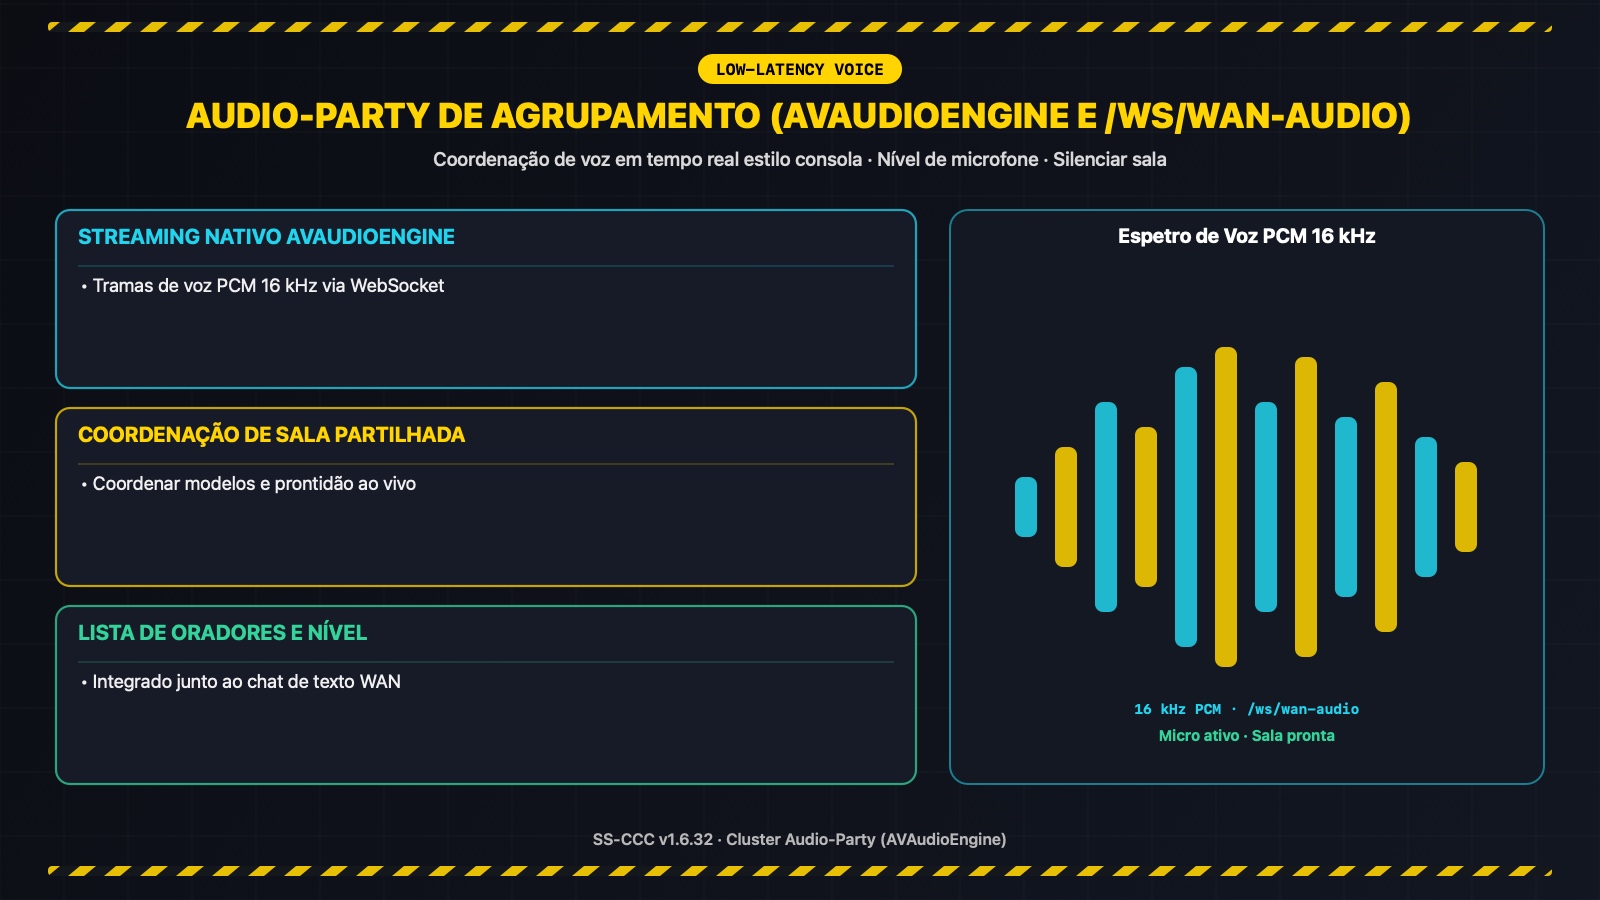 LOW-LATENCY VOICE
AUDIO-PARTY DE AGRUPAMENTO (AVAUDIOENGINE E /WS/WAN-AUDIO)
Coordenação de voz em tempo real estilo consola · Nível de microfone · Silenciar sala
STREAMING NATIVO AVAUDIOENGINE
• Tramas de voz PCM 16 kHz via WebSocket
COORDENAÇÃO DE SALA PARTILHADA
• Coordenar modelos e prontidão ao vivo
LISTA DE ORADORES E NÍVEL
• Integrado junto ao chat de texto WAN
Espetro de Voz PCM 16 kHz
16 kHz PCM · /ws/wan-audio
Micro ativo · Sala pronta
SS-CCC v1.6.32 · Cluster Audio-Party (AVAudioEngine)